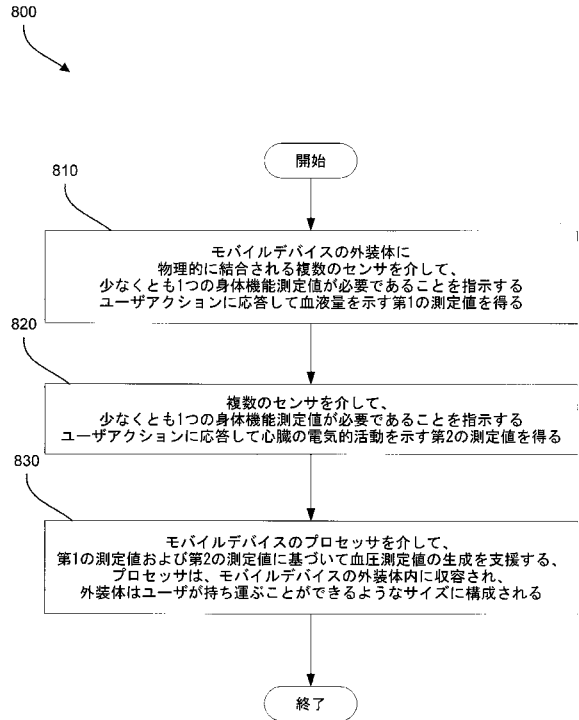 800
開始
810
モバイルデバイスの外装体に
物理的に結合される複数のセンサを介して、
少なくとも1つの身体機能測定値が必要であることを指示する
ユーザアクションに応答して血液量を示す第1の測定値を得る
820
複数のセンサを介して、
少なくとも1つの身体機能測定値が必要であることを指示する
ユーザアクションに応答して心臓の電気的活動を示す第2の測定値を得る
830
モバイルデバイスのプロセッサを介して、
第1の測定値および第2の測定値に基づいて血圧測定値の生成を支援する、
プロセッサは、モバイルデバイスの外装体内に収容され、
外装体はユーザが持ち運ぶことができるようなサイズに構成される
終了